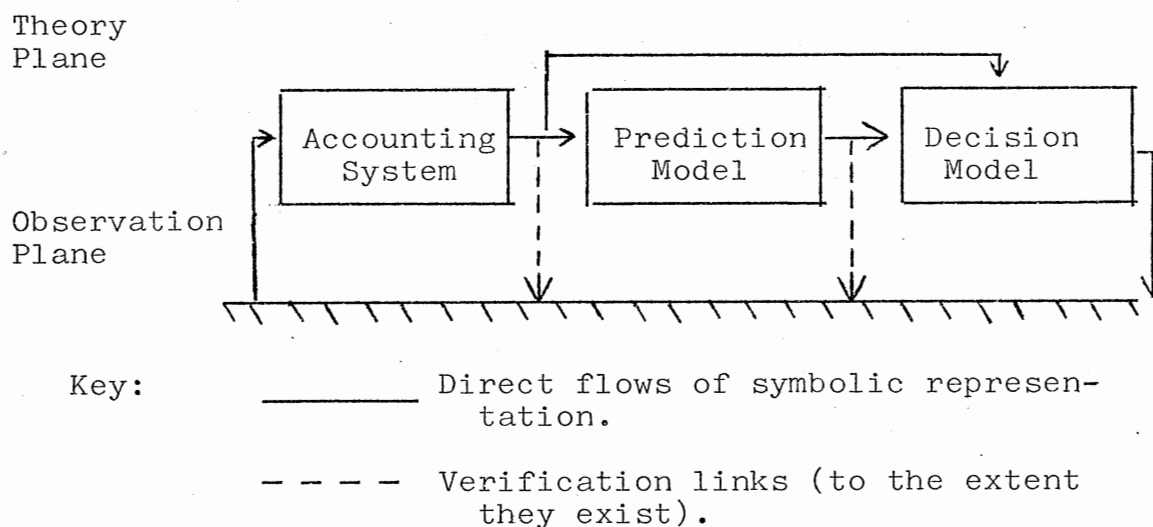 Theory
Plane
Accounting
System
Prediction
Model
Decision
Model
Observation
Plane
Key:
Direct flows of symbolic represen-
tation.
Verification links (to the extent
they exist).